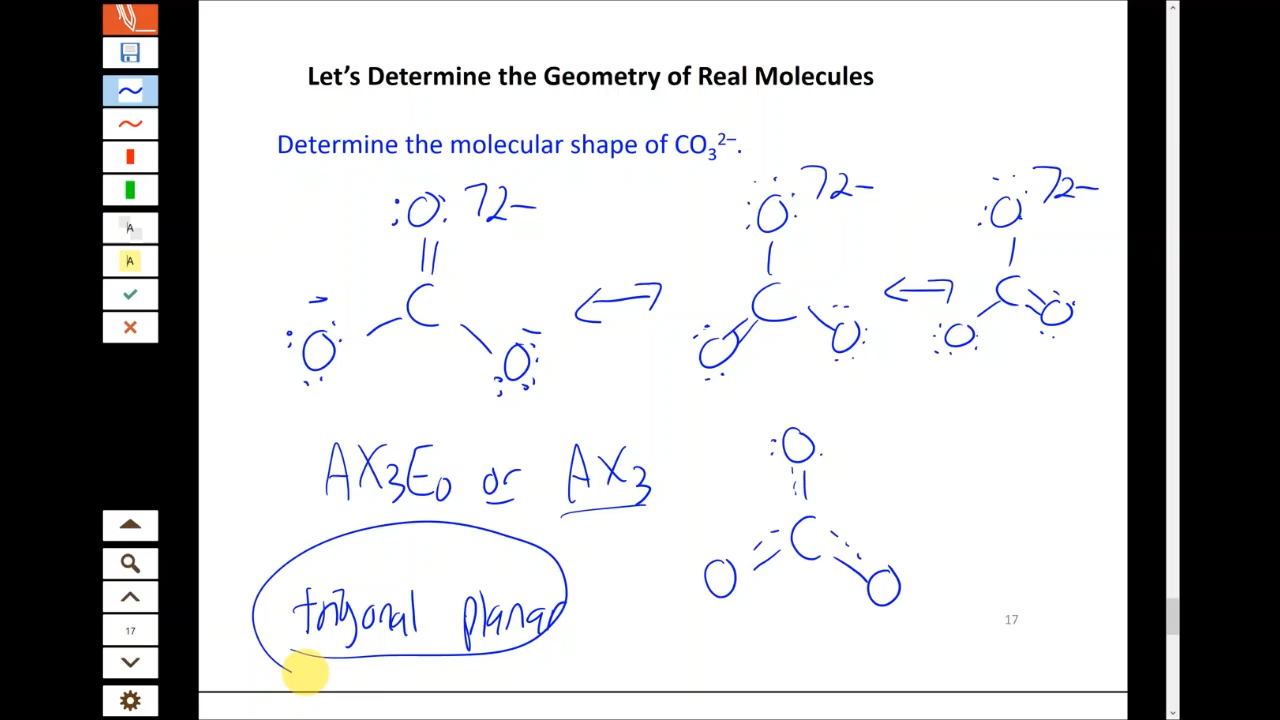 Let's Determine the Geometry of Real Molecules
Determine the molecular shape of CO₃²⁻.
:O: ]2−
C
:O: − :O: −
:O: ]2−
C
O O
:O: ]2−
C
O O
AX₃E₀ or AX₃
trigonal planar
:O.
C
O O
17
A
A
17